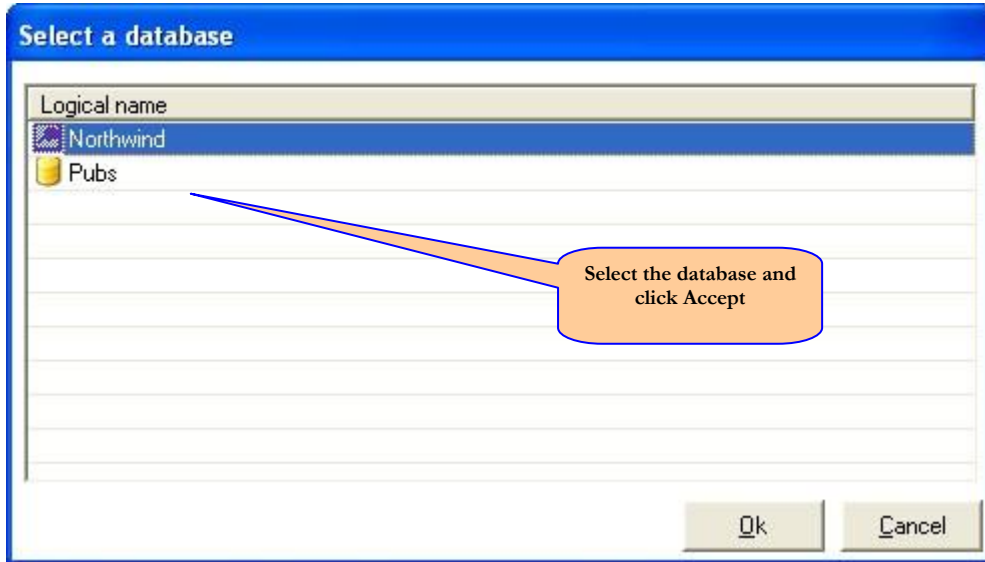 Select a database
Logical name
Northwind
Pubs
Select the database and
click Accept
Ok
Cancel